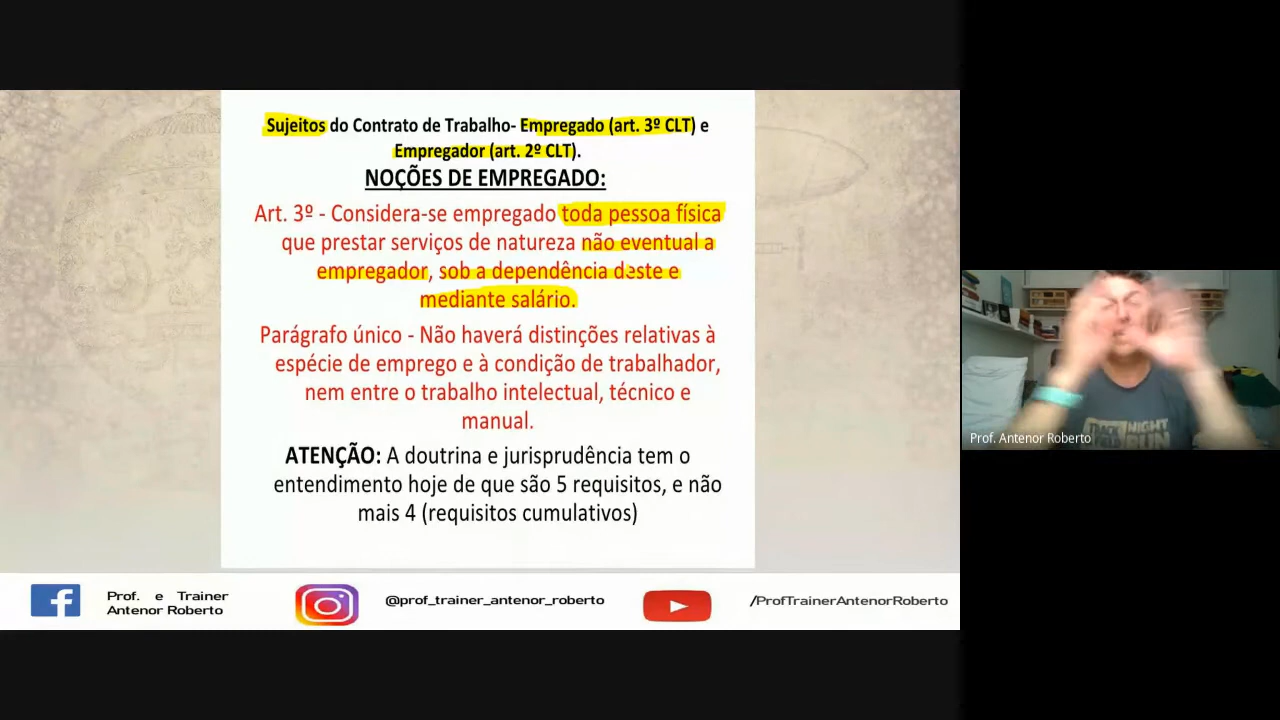 Sujeitos do Contrato de Trabalho- Empregado (art. 3º CLT) e
Empregador (art. 2º CLT).
NOÇÕES DE EMPREGADO:
Art. 3º - Considera-se empregado toda pessoa física
que prestar serviços de natureza não eventual a
empregador, sob a dependência deste e
mediante salário.
Parágrafo único - Não haverá distinções relativas à
espécie de emprego e à condição de trabalhador,
nem entre o trabalho intelectual, técnico e
manual.
ATENÇÃO: A doutrina e jurisprudência tem o
entendimento hoje de que são 5 requisitos, e não
mais 4 (requisitos cumulativos)
Prof. e Trainer
Antenor Roberto
@prof_trainer_antenor_roberto
/ProfTrainerAntenorRoberto
NIGHT
RUN
Prof. Antenor Roberto